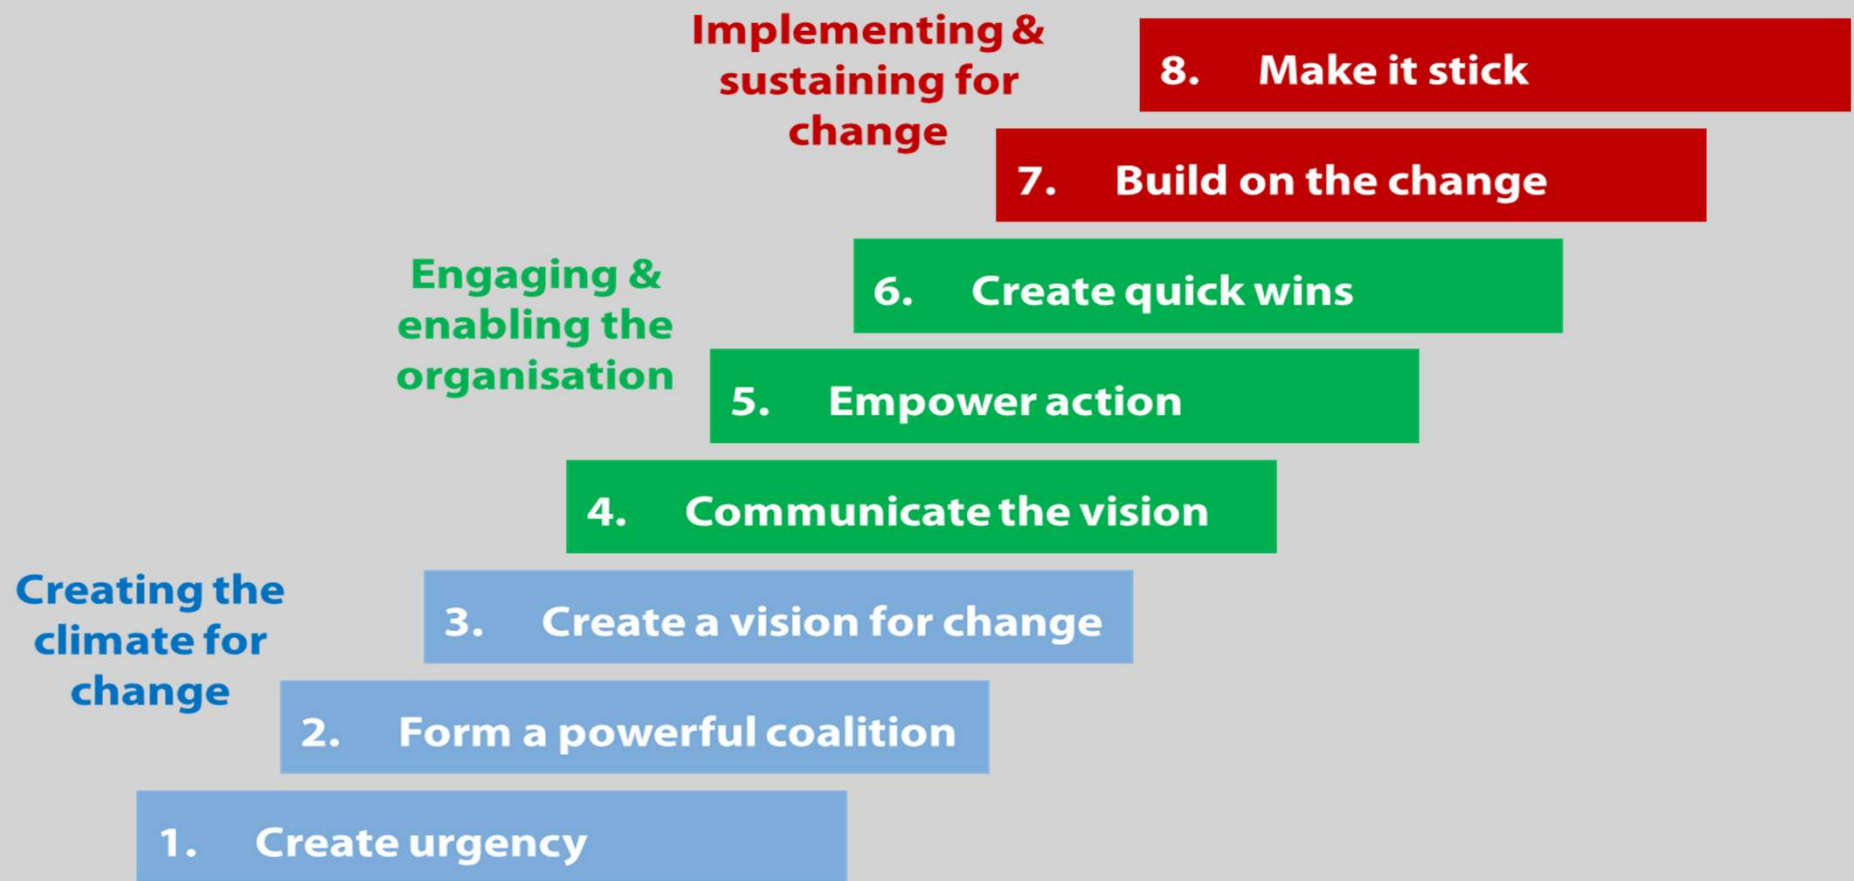 Implementing &
sustaining for
change
8. Make it stick
7. Build on the change
Engaging &
enabling the
organisation
6. Create quick wins
5. Empower action
4. Communicate the vision
Creating the
climate for
change
3. Create a vision for change
2. Form a powerful coalition
1. Create urgency